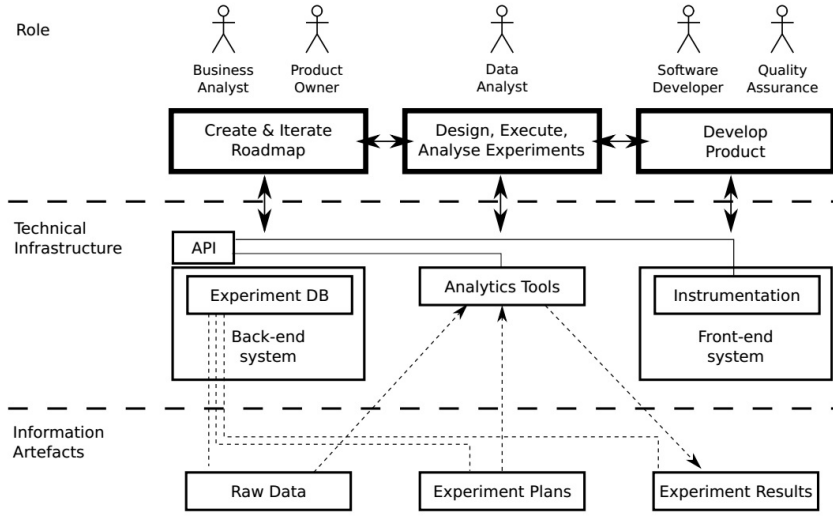 Role
Business
Analyst
Product
Owner
Data
Analyst
Software
Developer
Quality
Assurance
Create & Iterate
Roadmap
Design, Execute,
Analyse Experiments
Develop
Product
Technical
Infrastructure
API
Experiment DB
Back-end
system
Analytics Tools
Instrumentation
Front-end
system
Information
Artefacts
Raw Data
Experiment Plans
Experiment Results